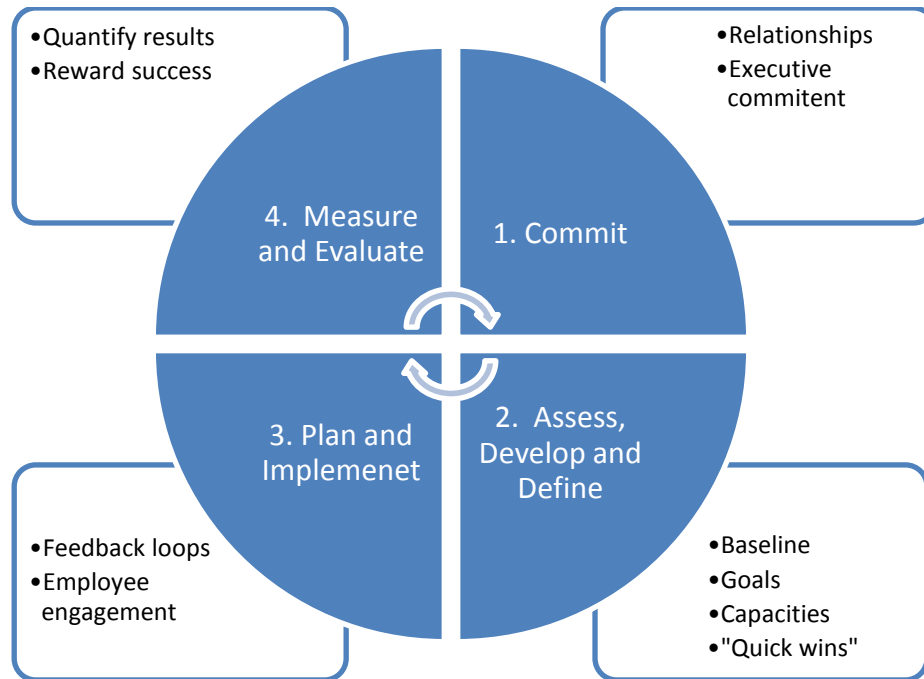 •Quantify results
•Reward success
•Relationships
•Executive
commitent
4.  Measure
and Evaluate
1. Commit
3. Plan and
Implemenet
2.  Assess,
Develop and
Define
•Feedback loops
•Employee
engagement
•Baseline
•Goals
•Capacities
•"Quick wins"